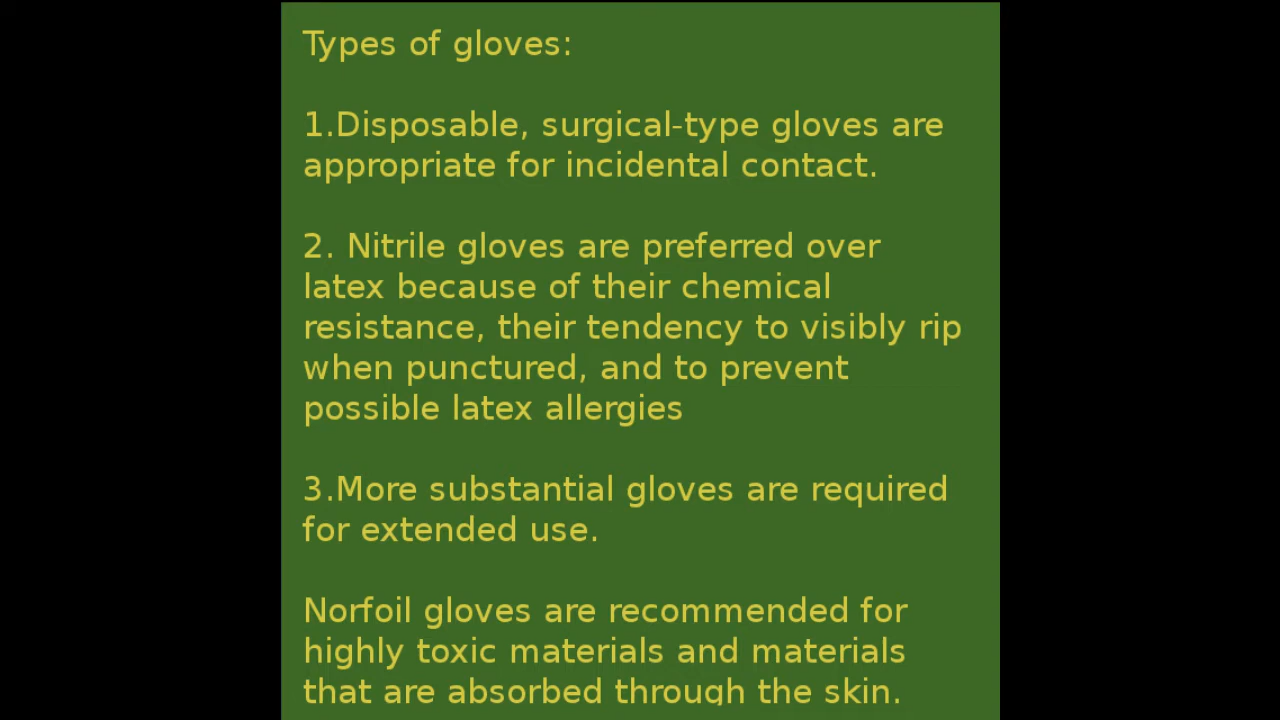 Types of gloves:
1.Disposable, surgical-type gloves are
appropriate for incidental contact.
2. Nitrile gloves are preferred over
latex because of their chemical
resistance, their tendency to visibly rip
when punctured, and to prevent
possible latex allergies
3.More substantial gloves are required
for extended use.
Norfoil gloves are recommended for
highly toxic materials and materials
that are absorbed through the skin.